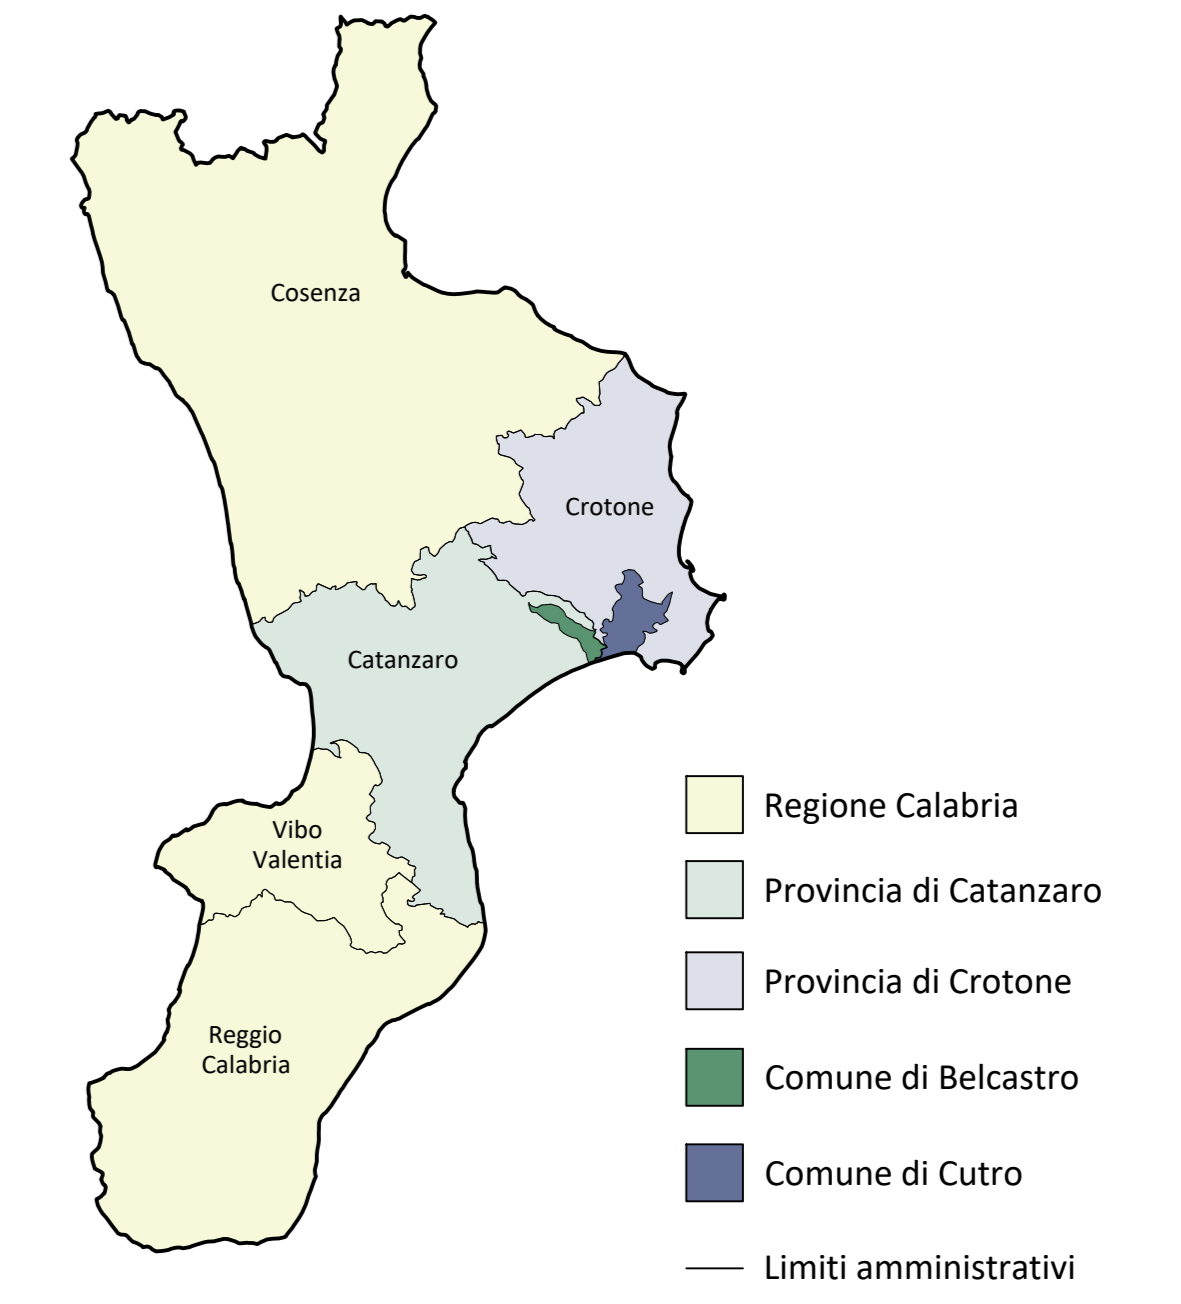 Cosenza
Crotone
Catanzaro
Vibo
Valentia
Reggio
Calabria
Regione Calabria
Provincia di Catanzaro
Provincia di Crotone
Comune di Belcastro
Comune di Cutro
Limiti amministrativi